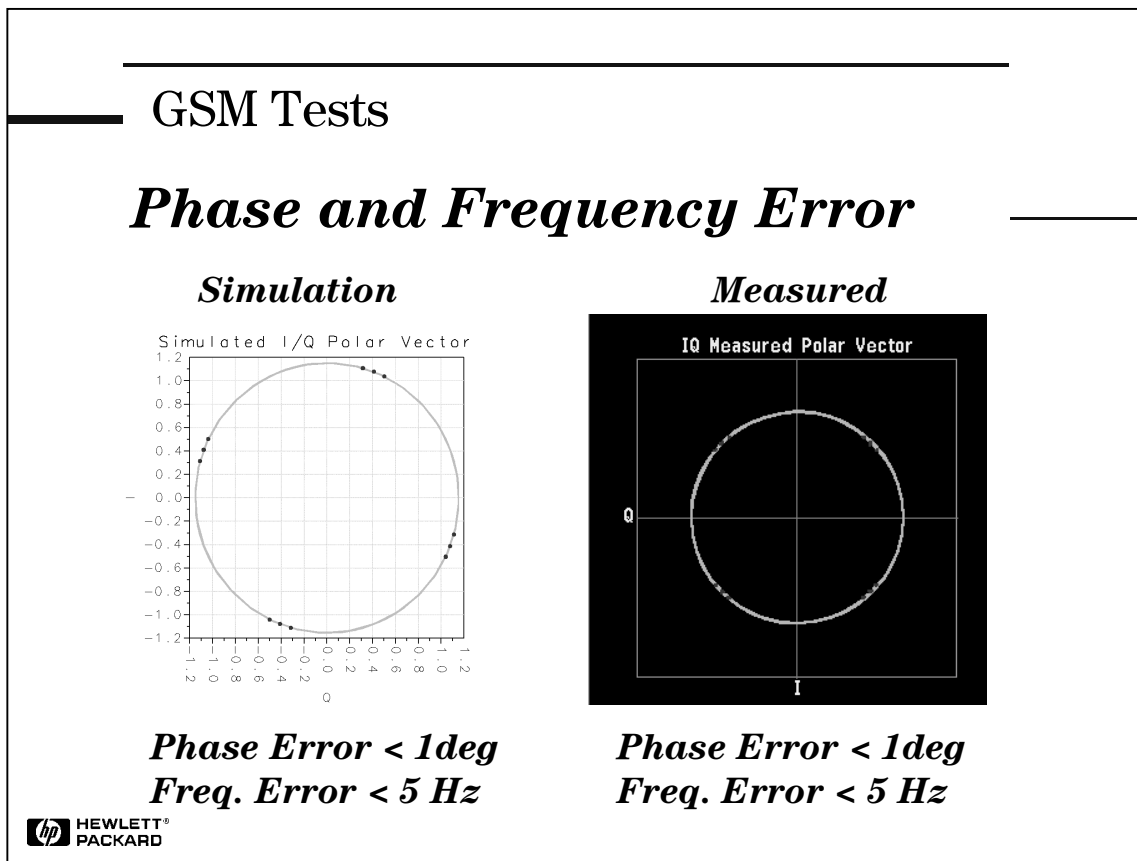 GSM Tests
Phase and Frequency Error
Simulation
Simulated I/Q Polar Vector
1.2
1.0
0.8
0.6
0.4
0.2
0.0
-0.2
-0.4
-0.6
-0.8
-1.0
-1.2
I
-1.2
-1.0
-0.8
-0.6
-0.4
-0.2
0.0
0.2
0.4
0.6
0.8
1.0
1.2
Q
Measured
IQ Measured Polar Vector
Q
I
Phase Error < 1deg
Freq. Error < 5 Hz
Phase Error < 1deg
Freq. Error < 5 Hz
hp HEWLETT®
PACKARD